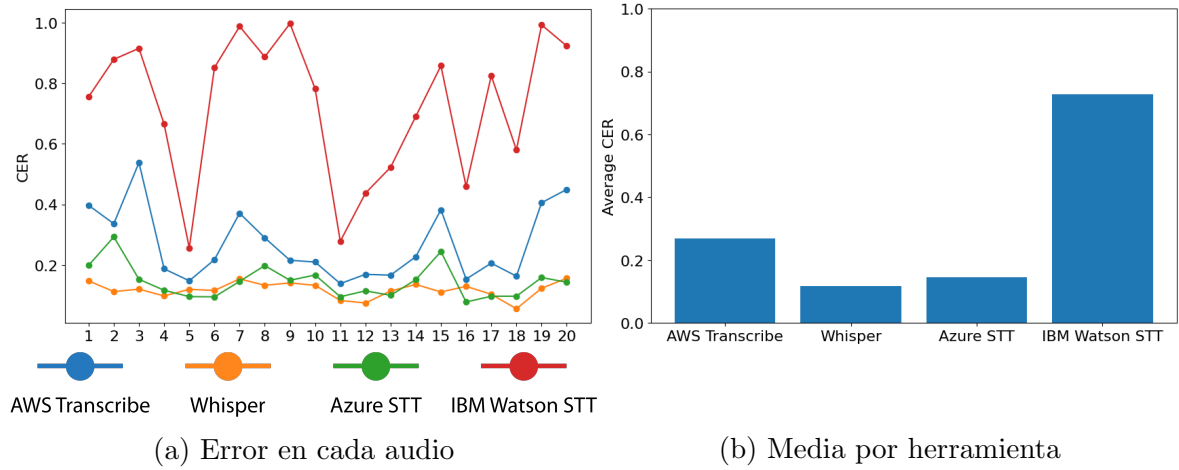 1.0
0.8
0.6
0.4
0.2
CER
1 2 3 4 5 6 7 8 9 10 11 12 13 14 15 16 17 18 19 20
AWS Transcribe Whisper Azure STT IBM Watson STT
(a) Error en cada audio
1.0
0.8
0.6
0.4
0.2
0.0
Average CER
AWS Transcribe Whisper Azure STT IBM Watson STT
(b) Media por herramienta